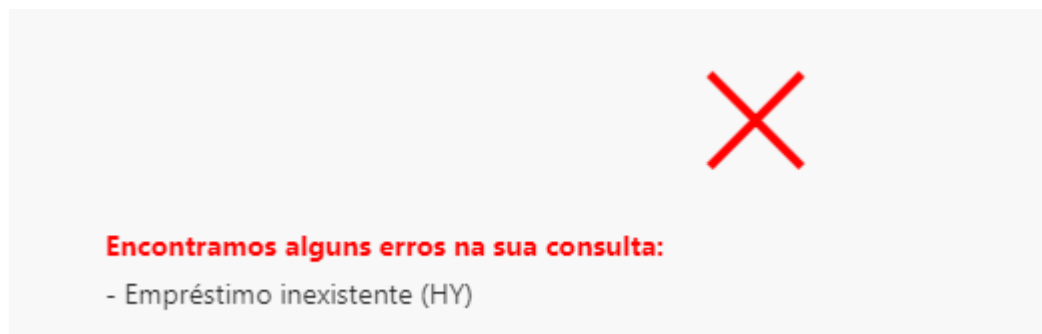 Encontramos alguns erros na sua consulta:
- Empréstimo inexistente (HY)